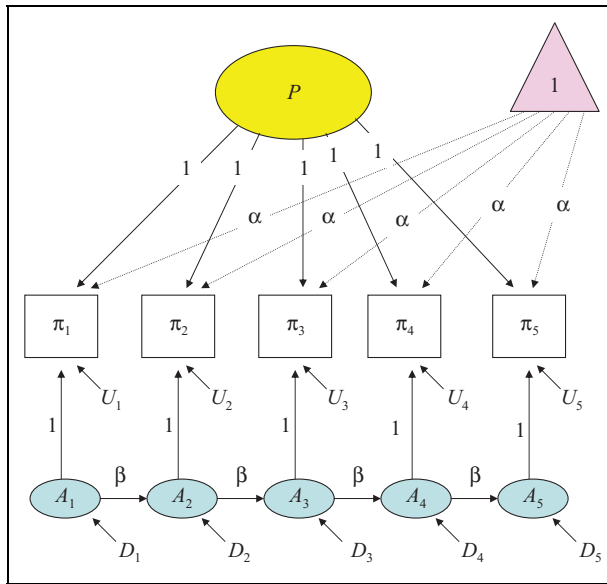 P 1
1 1 1 1 1
α α α α α
π₁ π₂ π₃ π₄ π₅
U₁ U₂ U₃ U₄ U₅
1 1 1 1 1
β β β β
A₁ A₂ A₃ A₄ A₅
D₁ D₂ D₃ D₄ D₅